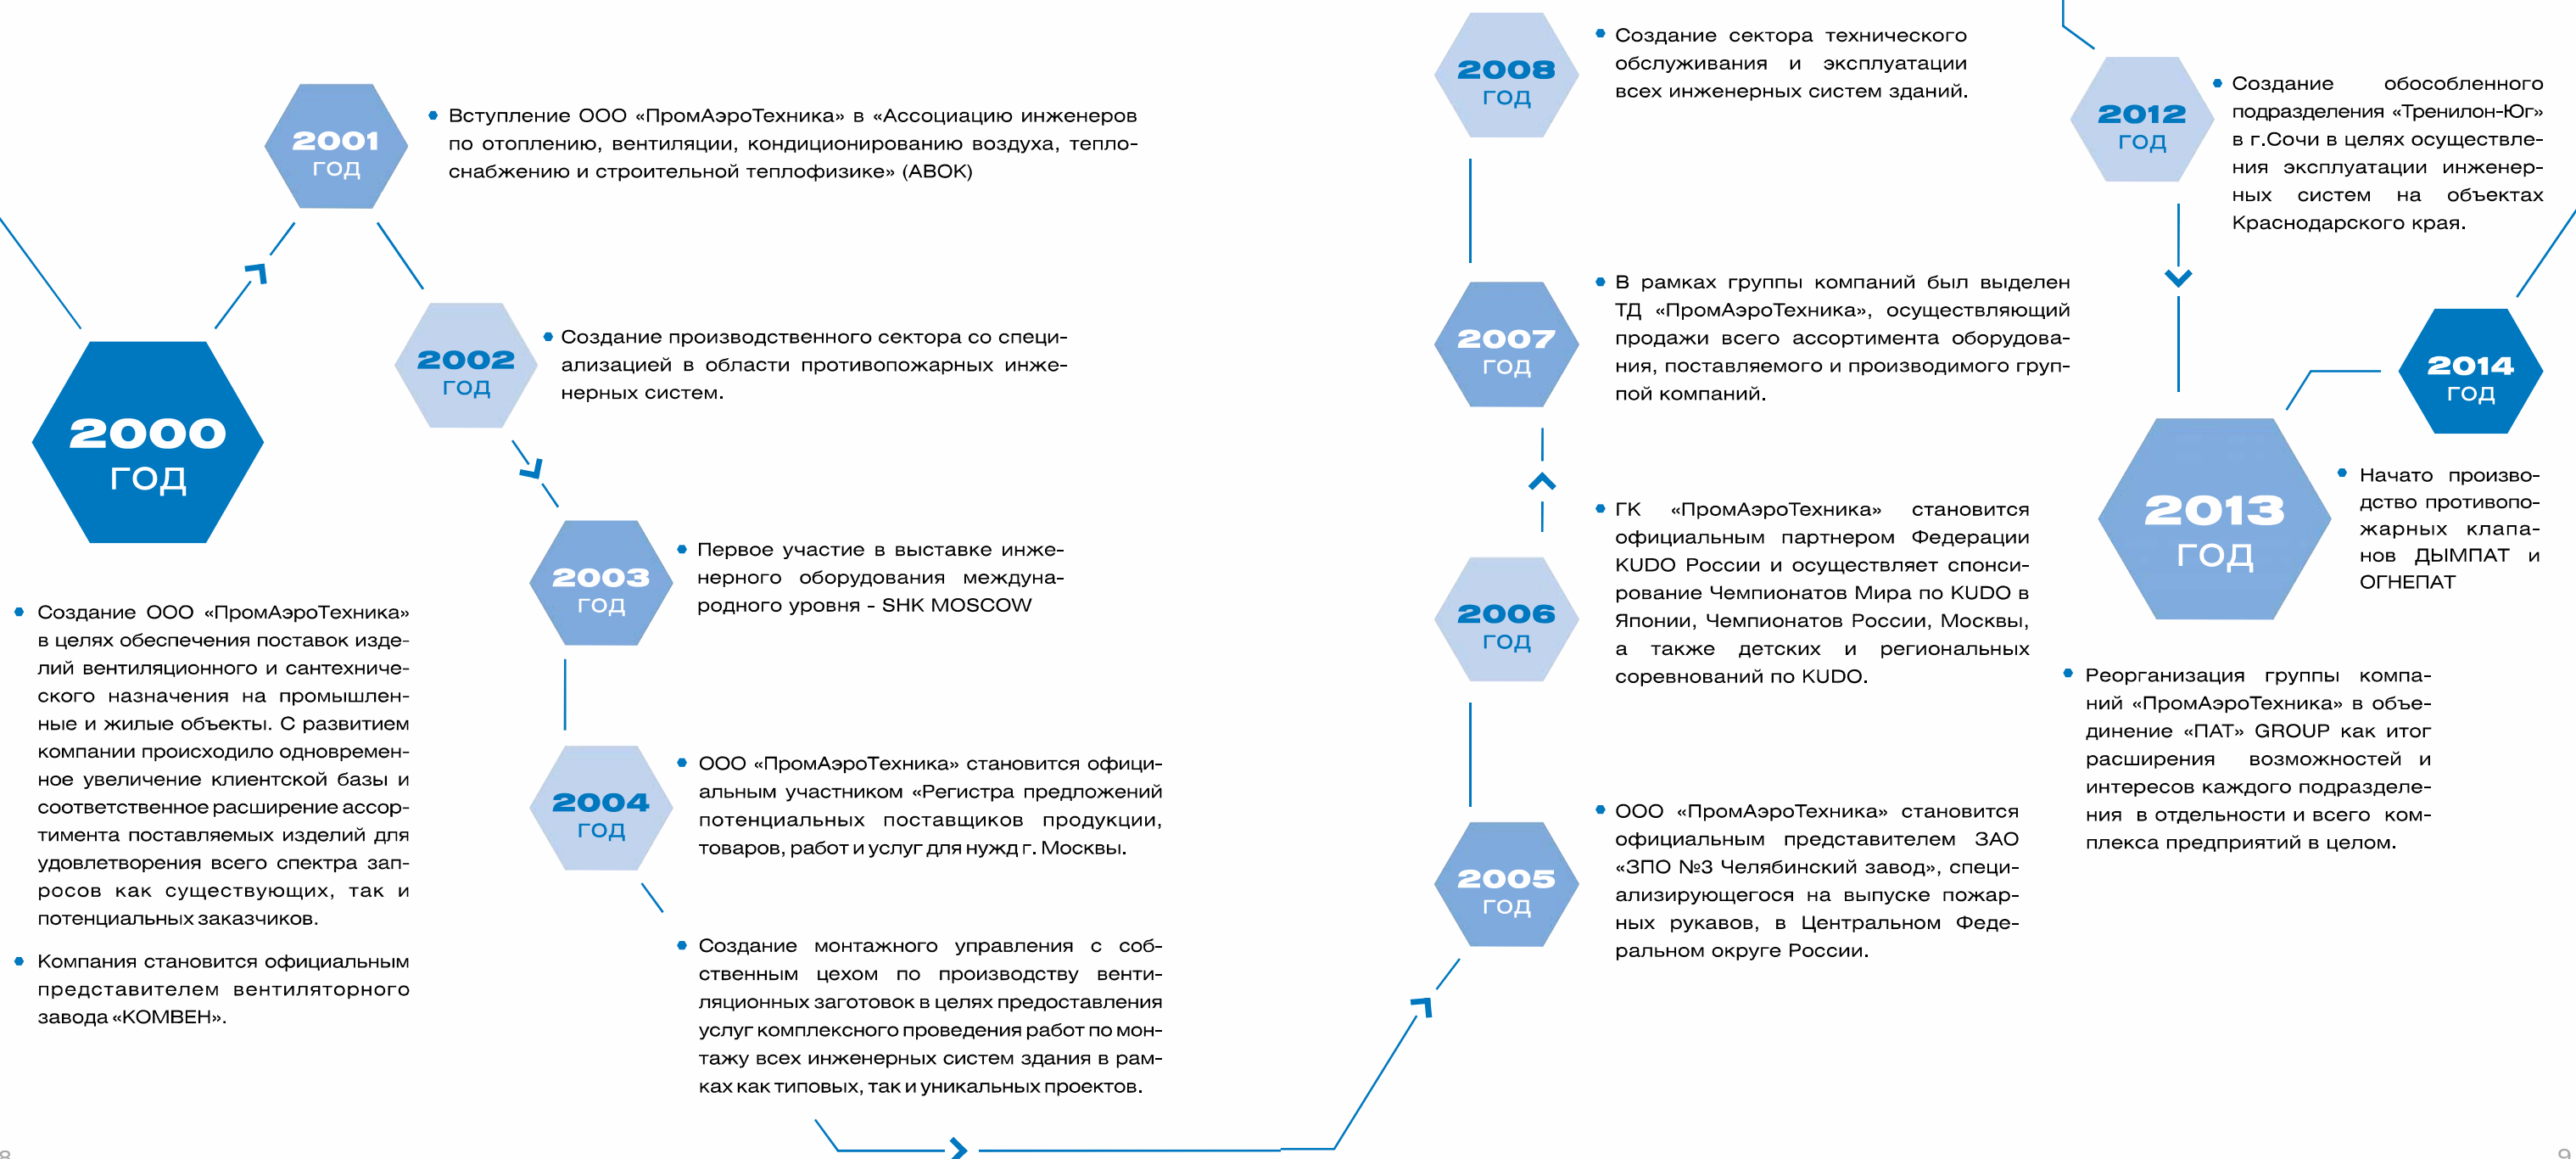 2000
ГОД
Создание ООО «ПромАэроТехника»
в целях обеспечения поставок изде-
лий вентиляционного и сантехниче-
ского назначения на промышлен-
ные и жилые объекты. С развитием
компании происходило одновремен-
ное увеличение клиентской базы и
соответственное расширение ассор-
тимента поставляемых изделий для
удовлетворения всего спектра зап-
росов как существующих, так и
потенциальных заказчиков.
Компания становится официальным
представителем вентиляторного
завода «КОМВЕН».
2001
ГОД
Вступление ООО «ПромАэроТехника» в «Ассоциацию инженеров
по отоплению, вентиляции, кондиционированию воздуха, тепло-
снабжению и строительной теплофизике» (АВОК)
2002
ГОД
Создание производственного сектора со специ-
ализацией в области противопожарных инже-
нерных систем.
2003
ГОД
Первое участие в выставке инже-
нерного оборудования междуна-
родного уровня - SHK MOSCOW
2004
ГОД
ООО «ПромАэроТехника» становится офици-
альным участником «Регистра предложений
потенциальных поставщиков продукции,
товаров, работ и услуг для нужд г. Москвы.
Создание монтажного управления с соб-
ственным цехом по производству венти-
ляционных заготовок в целях предоставления
услуг комплексного проведения работ по мон-
тажу всех инженерных систем здания в рам-
ках как типовых, так и уникальных проектов.
2005
ГОД
ООО «ПромАэроТехника» становится
официальным представителем ЗАО
«ЗПО №3 Челябинский завод», специ-
ализирующегося на выпуске пожар-
ных рукавов, в Центральном Феде-
ральном округе России.
2006
ГОД
ГК «ПромАэроТехника» становится
официальным партнером Федерации
KUDO России и осуществляет спонси-
рование Чемпионатов Мира по KUDO в
Японии, Чемпионатов России, Москвы,
а также детских и региональных
соревнований по KUDO.
2007
ГОД
В рамках группы компаний был выделен
ТД «ПромАэроТехника», осуществляющий
продажи всего ассортимента оборудова-
ния, поставляемого и производимого груп-
пой компаний.
2008
ГОД
Создание сектора технического
обслуживания и эксплуатации
всех инженерных систем зданий.
2012
ГОД
Создание обособленного
подразделения «Тренилон-Юг»
в г.Сочи в целях осуществле-
ния эксплуатации инженер-
ных систем на объектах
Краснодарского края.
2013
ГОД
Реорганизация группы компа-
ний «ПромАэроТехника» в объе-
динение «ПАТ» GROUP как итог
расширения возможностей и
интересов каждого подразделе-
ния в отдельности и всего ком-
плекса предприятий в целом.
2014
ГОД
Начато произво-
дство противопо-
жарных клапа-
нов ДЫМПАТ и
ОГНЕПАТ
8
9